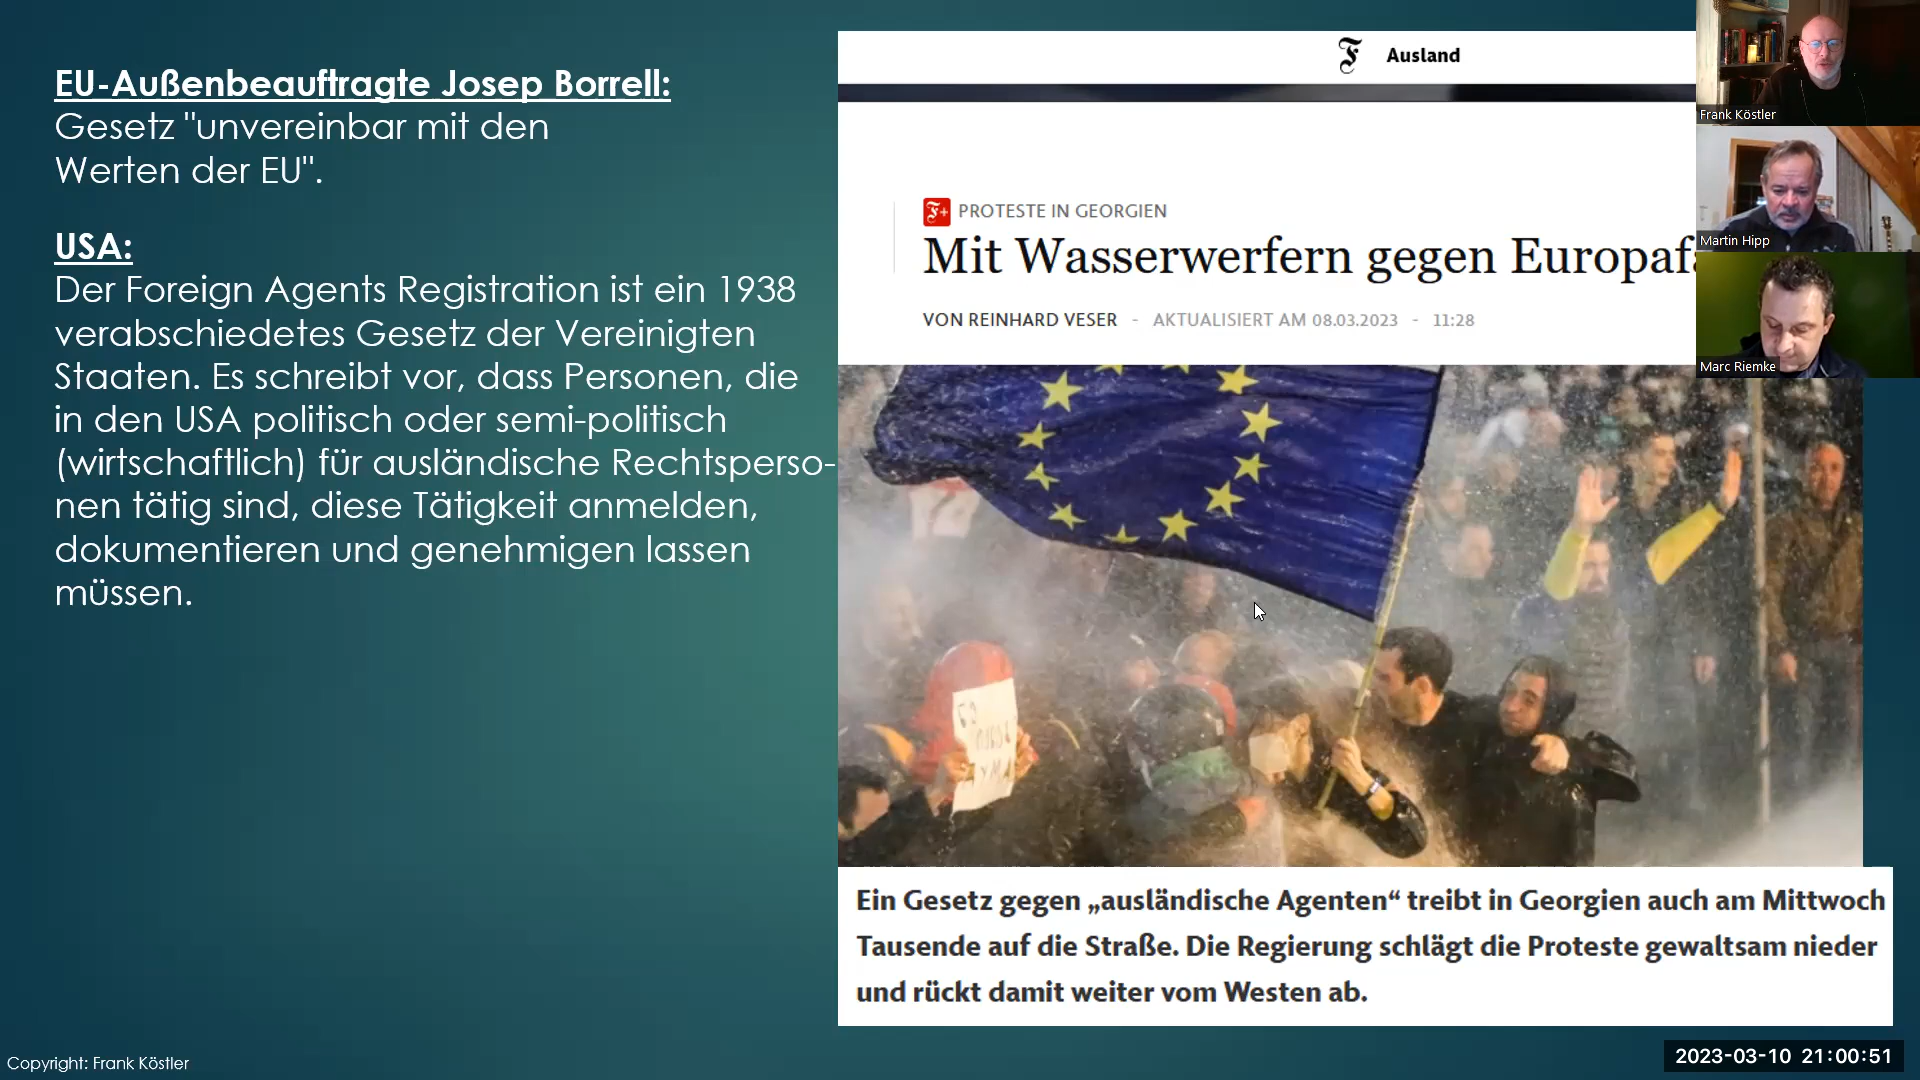 EU-Außenbeauftragte Josep Borrell:
Gesetz "unvereinbar mit den
Werten der EU".
USA:
Der Foreign Agents Registration ist ein 1938
verabschiedetes Gesetz der Vereinigten
Staaten. Es schreibt vor, dass Personen, die
in den USA politisch oder semi-politisch
(wirtschaftlich) für ausländische Rechtsperso-
nen tätig sind, diese Tätigkeit anmelden,
dokumentieren und genehmigen lassen
müssen.
Copyright: Frank Köstler
F Ausland
F+ PROTESTE IN GEORGIEN
Mit Wasserwerfern gegen
VON REINHARD VESER - AKTUALISIERT AM 08.03.2023 - 11:28
Ein Gesetz gegen „ausländische Agenten“ treibt in Georgien auch am Mittwoch
Tausende auf die Straße. Die Regierung schlägt die Proteste gewaltsam nieder
und rückt damit weiter vom Westen ab.
Frank Köstler
Martin Hipp
Marc Riemke
2023-03-10 21:00:51